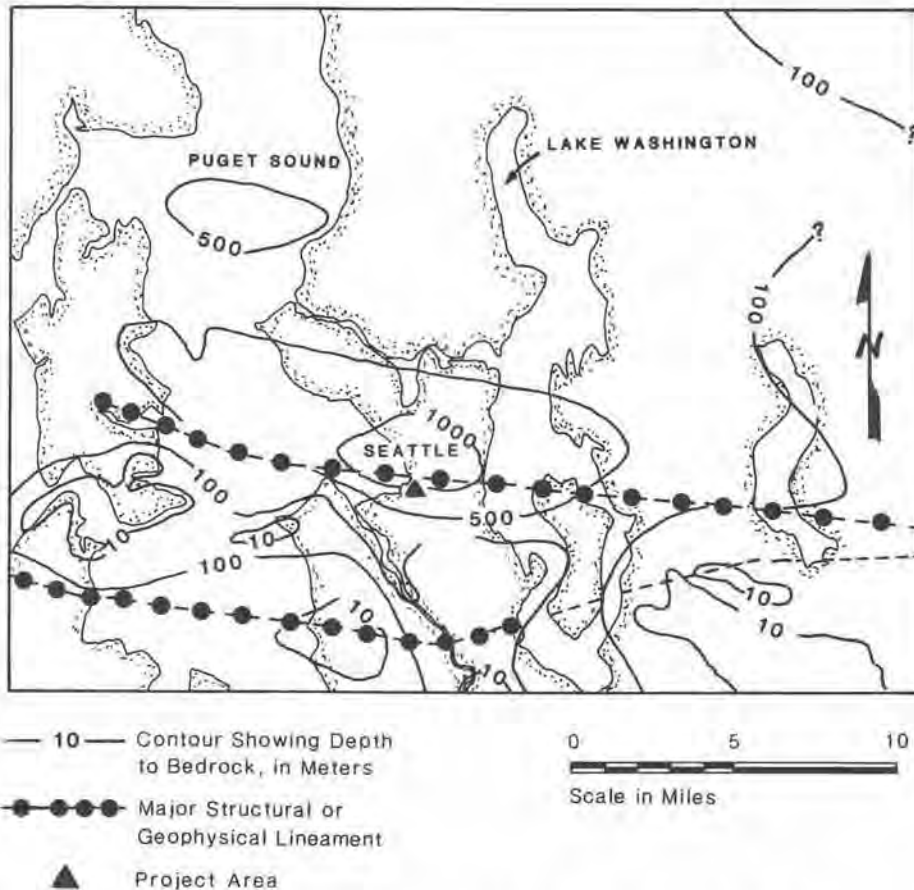 100
?
LAKE WASHINGTON
PUGET SOUND
500
?
100
N
1000
SEATTLE
100
500
10
10
100
10
10
10
10
— 10 — Contour Showing Depth
to Bedrock, in Meters
Major Structural or
Geophysical Lineament
Project Area
0 5 10
Scale in Miles